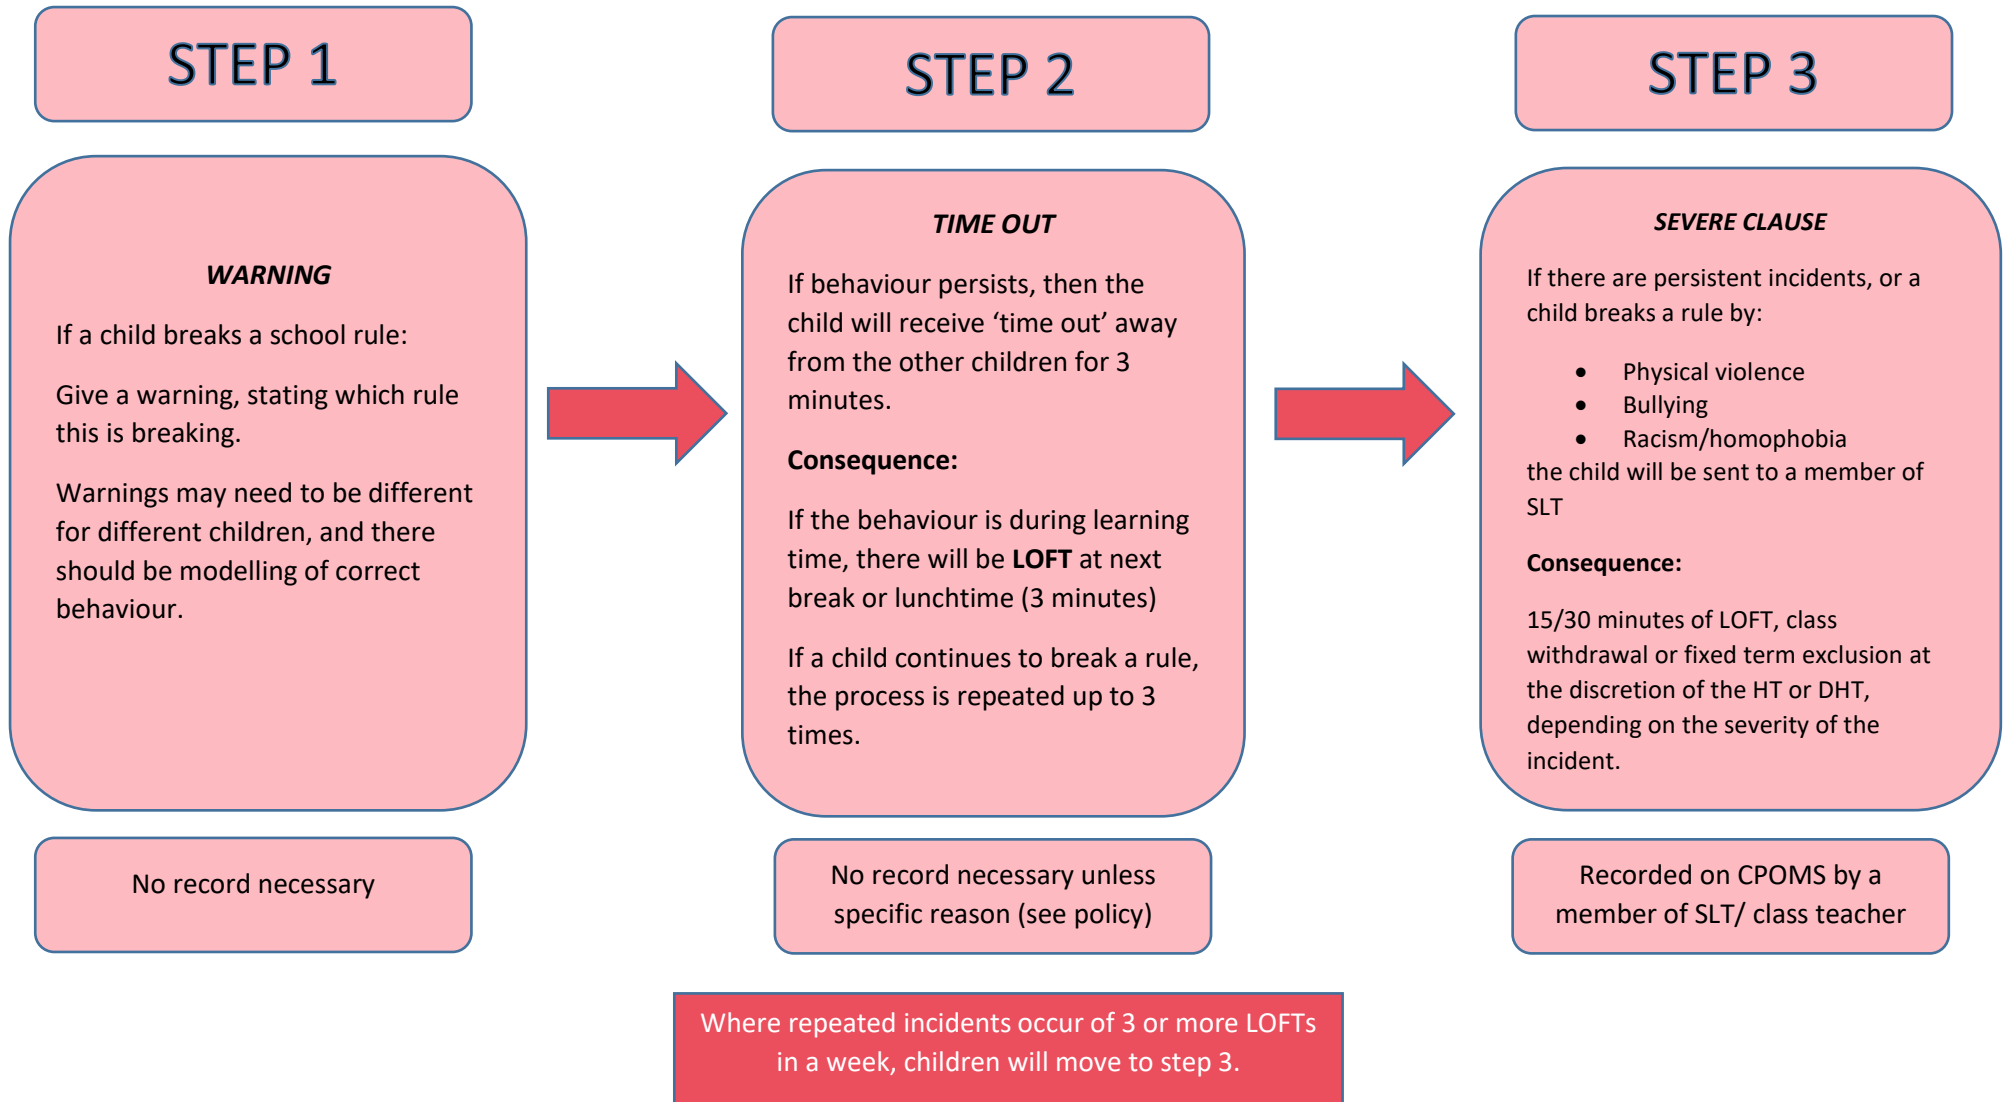 STEP 1
WARNING
If a child breaks a school rule:
Give a warning, stating which rule
this is breaking.
Warnings may need to be different
for different children, and there
should be modelling of correct
behaviour.
No record necessary
STEP 2
TIME OUT
If behaviour persists, then the
child will receive ‘time out’ away
from the other children for 3
minutes.
Consequence:
If the behaviour is during learning
time, there will be LOFT at next
break or lunchtime (3 minutes)
If a child continues to break a rule,
the process is repeated up to 3
times.
No record necessary unless
specific reason (see policy)
STEP 3
SEVERE CLAUSE
If there are persistent incidents, or a
child breaks a rule by:
• Physical violence
• Bullying
• Racism/homophobia
the child will be sent to a member of
SLT
Consequence:
15/30 minutes of LOFT, class
withdrawal or fixed term exclusion at
the discretion of the HT or DHT,
depending on the severity of the
incident.
Recorded on CPOMS by a
member of SLT/ class teacher
Where repeated incidents occur of 3 or more LOFTs
in a week, children will move to step 3.